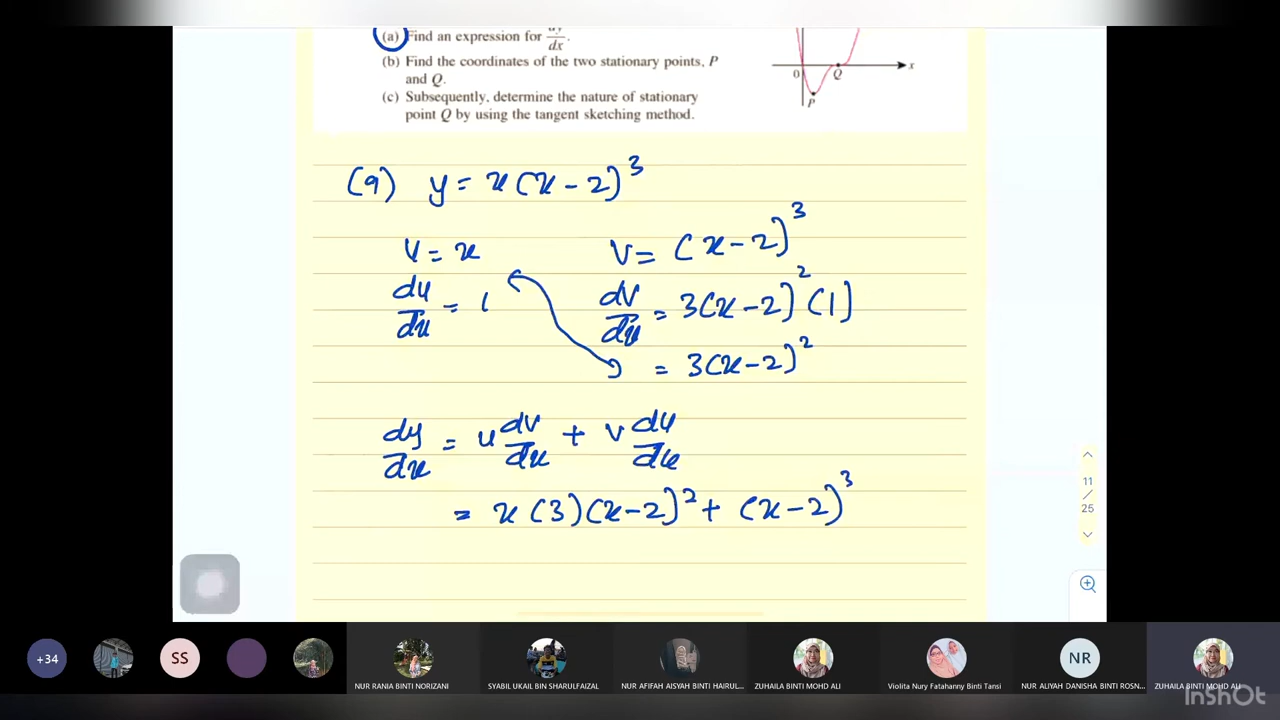 (a) Find an expression for dy/dx.
(b) Find the coordinates of the two stationary points, P
and Q.
(c) Subsequently, determine the nature of stationary
point Q by using the tangent sketching method.
0 Q x
P
(a) y = x(x-2)^3
u = x v = (x-2)^3
du/dx = 1 dv/dx = 3(x-2)^2 (1)
= 3(x-2)^2
dy/dx = u dv/dx + v du/dx
= x(3)(x-2)^2 + (x-2)^3
11
/
25
+34
SS
NR
NUR RANIA BINTI NORIZANI
SYABIL UKAIL BIN SHARULFAIZAL
NUR AFIFAH AISYAH BINTI HAIRUL...
ZUHAILA BINTI MOHD ALI
Violita Nury Fatahanny Binti Tansi
NUR ALIYAH DANISHA BINTI ROSN...
ZUHAILA BINTI MOHD ALI
InShOt